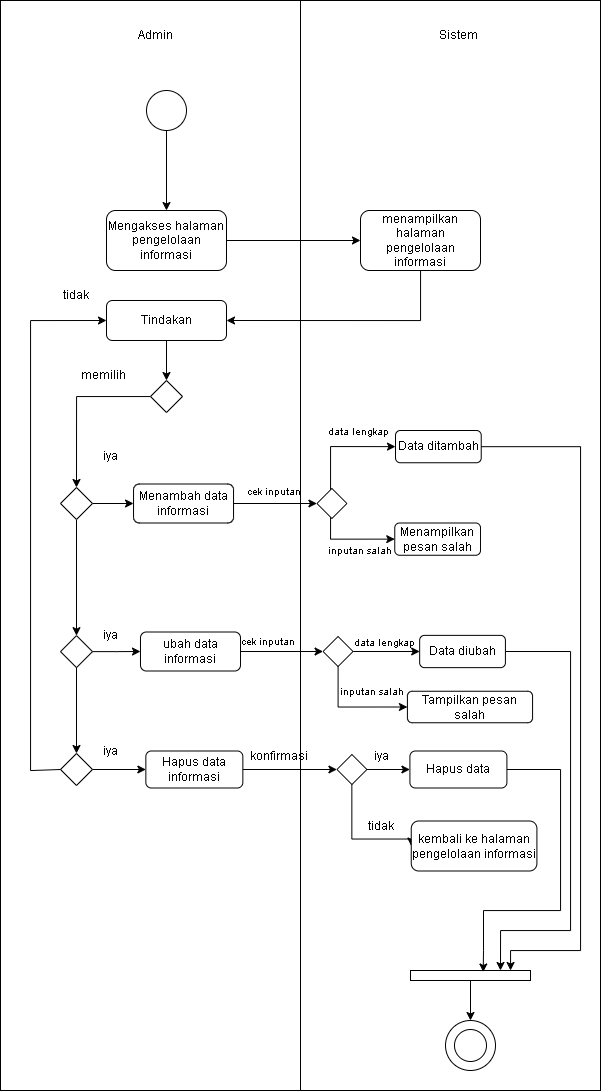 Admin
Sistem
Mengakses halaman
pengelolaan
informasi
menampilkan
halaman
pengelolaan
informasi
tidak
Tindakan
memilih
iya
data lengkap
Data ditambah
Menambah data
informasi
cek inputan
inputan salah
Menampilkan
pesan salah
iya
ubah data
informasi
cek inputan
data lengkap
Data diubah
inputan salah
Tampilkan pesan
salah
iya
Hapus data
informasi
konfirmasi
iya
Hapus data
tidak
kembali ke halaman
pengelolaan informasi